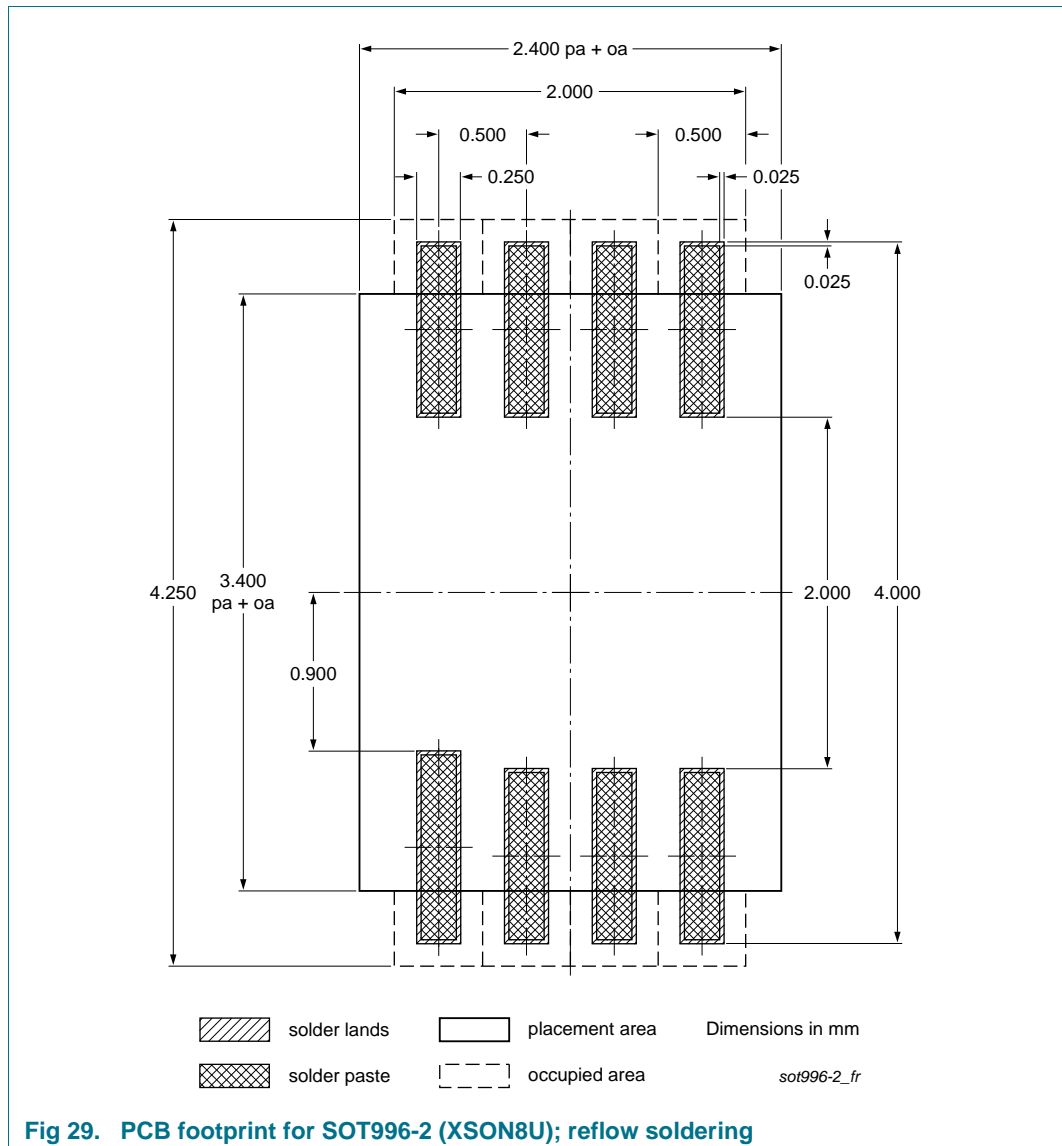 2.400 pa + oa
2.000
0.500
0.500
0.250
0.025
0.025
4.250
3.400
pa + oa
2.000
4.000
0.900
solder lands
placement area
Dimensions in mm
solder paste
occupied area
sot996-2_fr
Fig 29. PCB footprint for SOT996-2 (XSON8U); reflow soldering